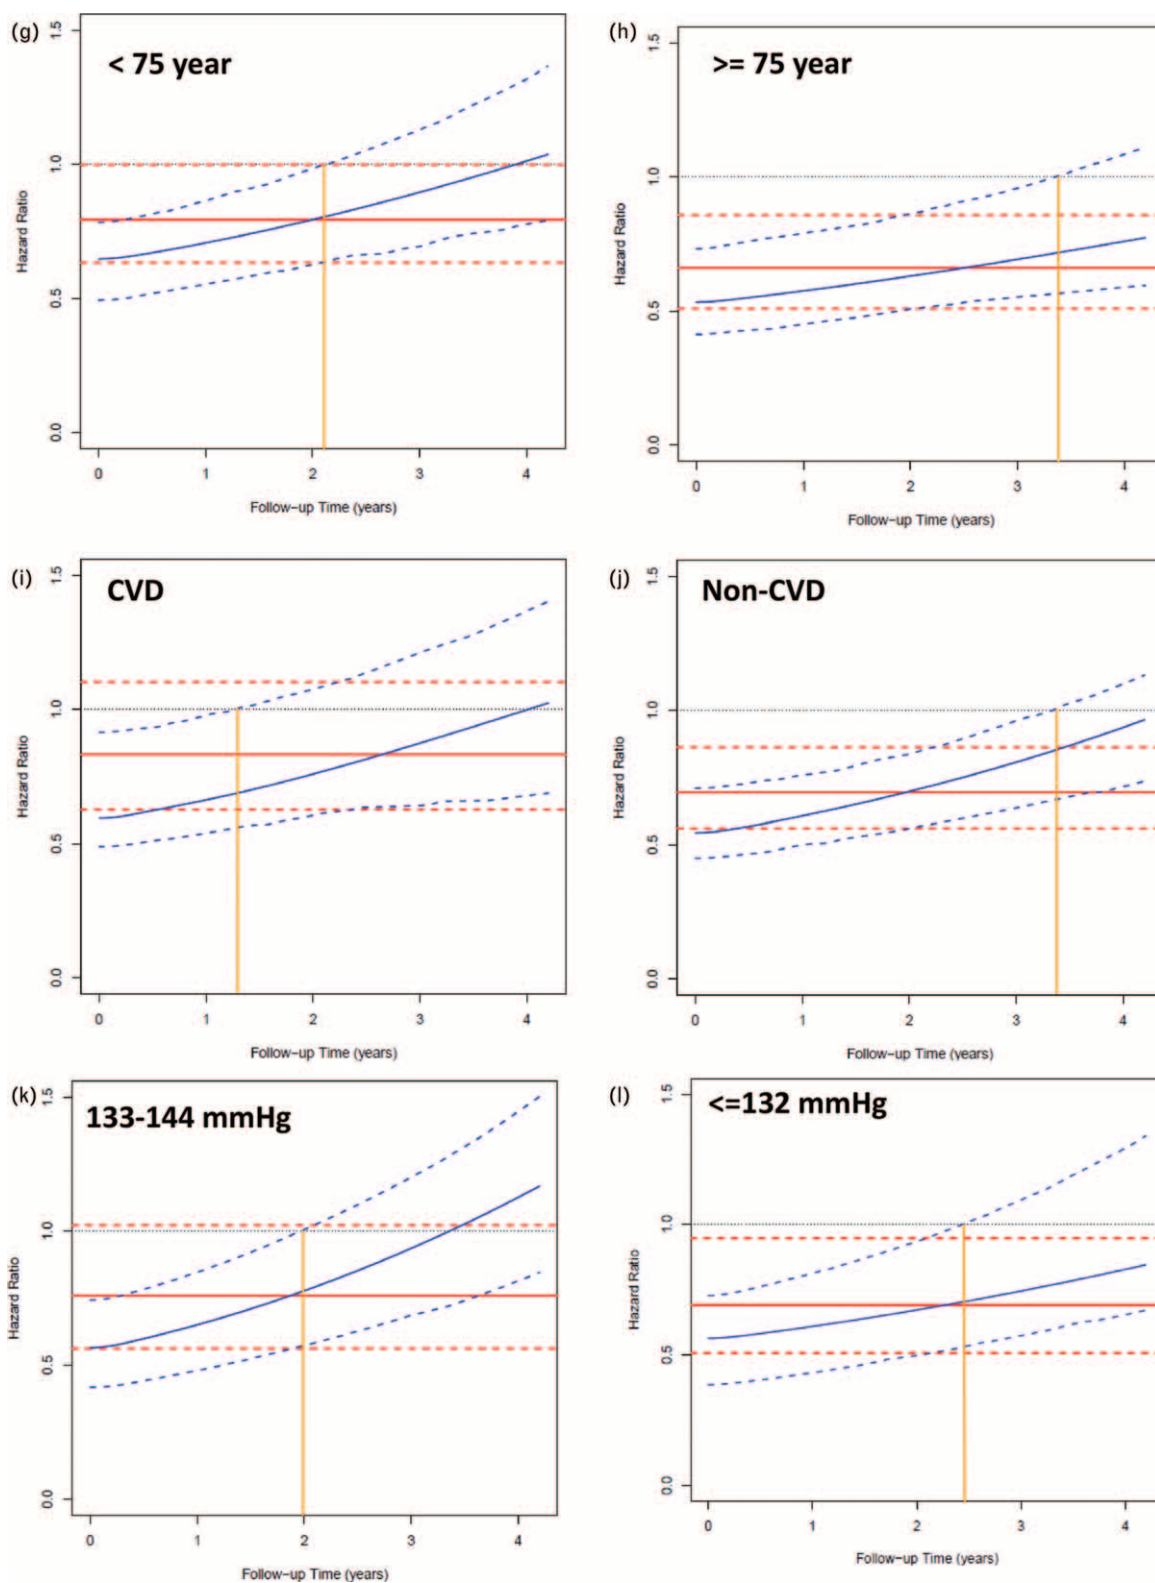 (g)
< 75 year
1.5
1.0
0.5
0.0
Hazard Ratio
0 1 2 3 4
Follow-up Time (years)
(h)
>= 75 year
1.5
1.0
0.5
0.0
Hazard Ratio
0 1 2 3 4
Follow-up Time (years)
(i)
CVD
1.5
1.0
0.5
0.0
Hazard Ratio
0 1 2 3 4
Follow-up Time (years)
(j)
Non-CVD
1.5
1.0
0.5
0.0
Hazard Ratio
0 1 2 3 4
Follow-up Time (years)
(k)
133-144 mmHg
1.5
1.0
0.5
0.0
Hazard Ratio
0 1 2 3 4
Follow-up Time (years)
(l)
<=132 mmHg
1.5
1.0
0.5
0.0
Hazard Ratio
0 1 2 3 4
Follow-up Time (years)